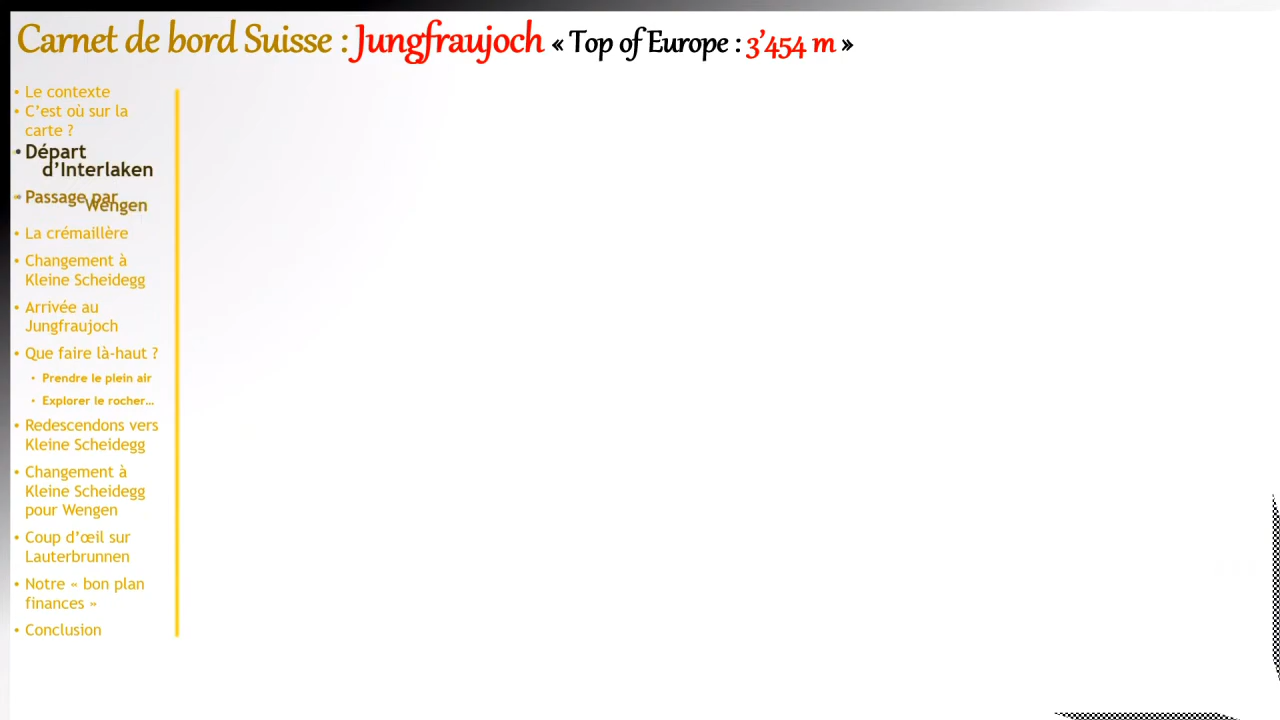 Carnet de bord Suisse : Jungfraujoch « Top of Europe : 3’454 m »
• Le contexte
• C’est où sur la
carte ?
• Départ
d’Interlaken
• Passage par
Wengen
• La crémaillère
• Changement à
Kleine Scheidegg
• Arrivée au
Jungfraujoch
• Que faire là-haut ?
• Prendre le plein air
• Explorer le rocher…
• Redescendons vers
Kleine Scheidegg
• Changement à
Kleine Scheidegg
pour Wengen
• Coup d’œil sur
Lauterbrunnen
• Notre « bon plan
finances »
• Conclusion